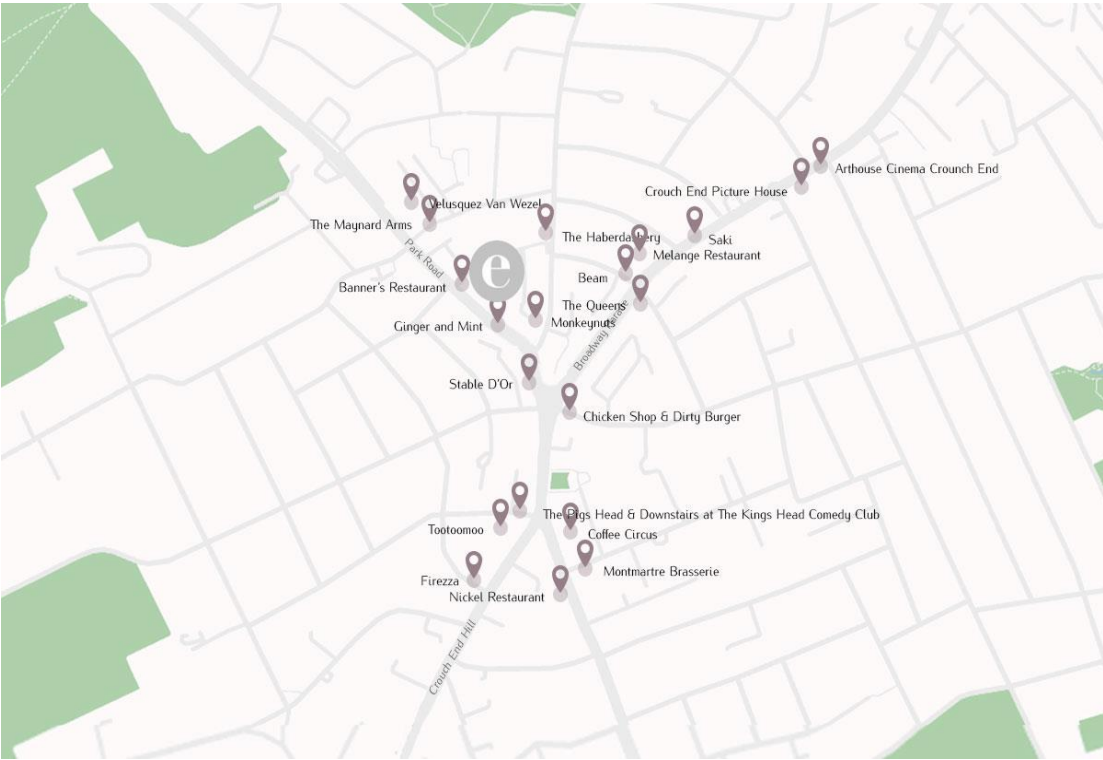 Arthouse Cinema Crounch End
Crouch End Picture House
Velusquez Van Wezel
The Maynard Arms
The Haberdashery
Saki
Park Road
Melange Restaurant
Beam
Banner's Restaurant
e
The Queens
Ginger and Mint
Monkeynuts
Broadway Parade
Stable D'Or
Chicken Shop & Dirty Burger
The Pigs Head & Downstairs at The Kings Head Comedy Club
Tootoomoo
Coffee Circus
Montmartre Brasserie
Firezza
Nickel Restaurant
Crouch End Hill